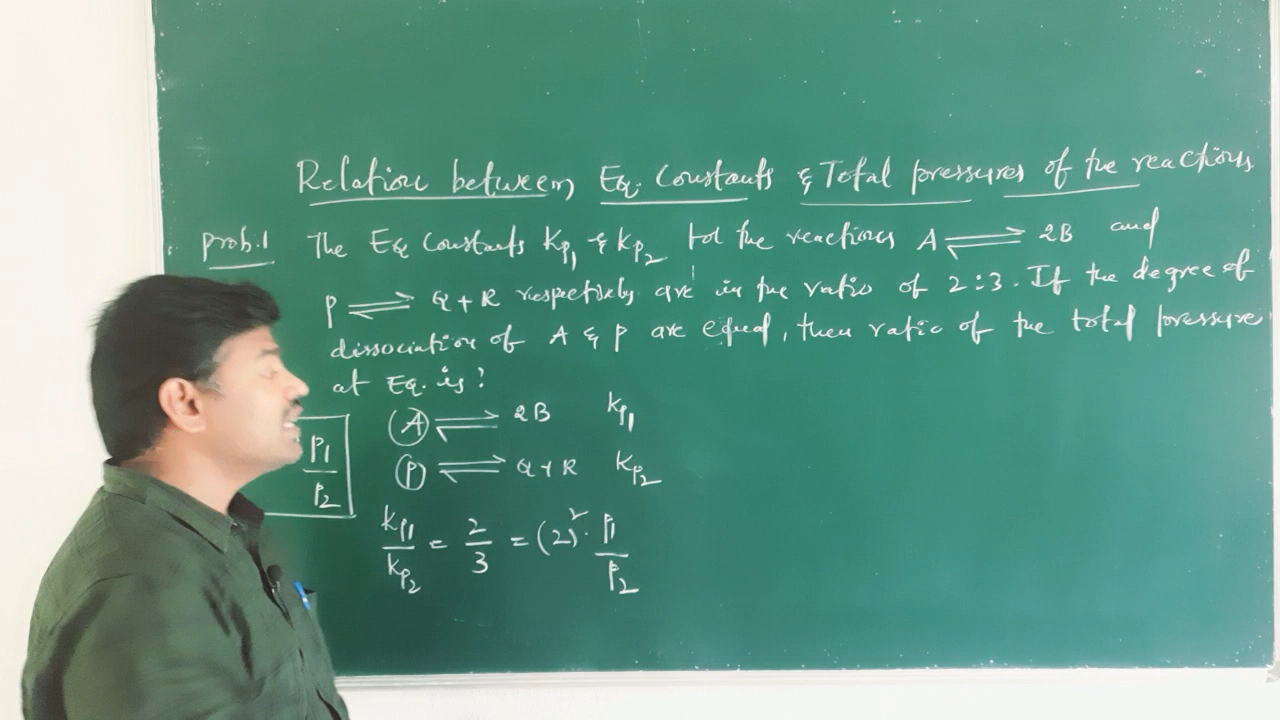 Relation between Eq. Constants & Total pressures of the reactions
prob.1 The Eq Constants Kp1 & Kp2 for the reactions A ⇌ 2B and
P ⇌ Q + R respectively are in the ratio of 2:3. If the degree of
dissociation of A & P are equal, then ratio of the total pressure
at Eq. is?
A ⇌ 2B Kp1
P ⇌ Q + R Kp2
P1/P2
Kp1/Kp2 = 2/3 = (2)² · P1/P2